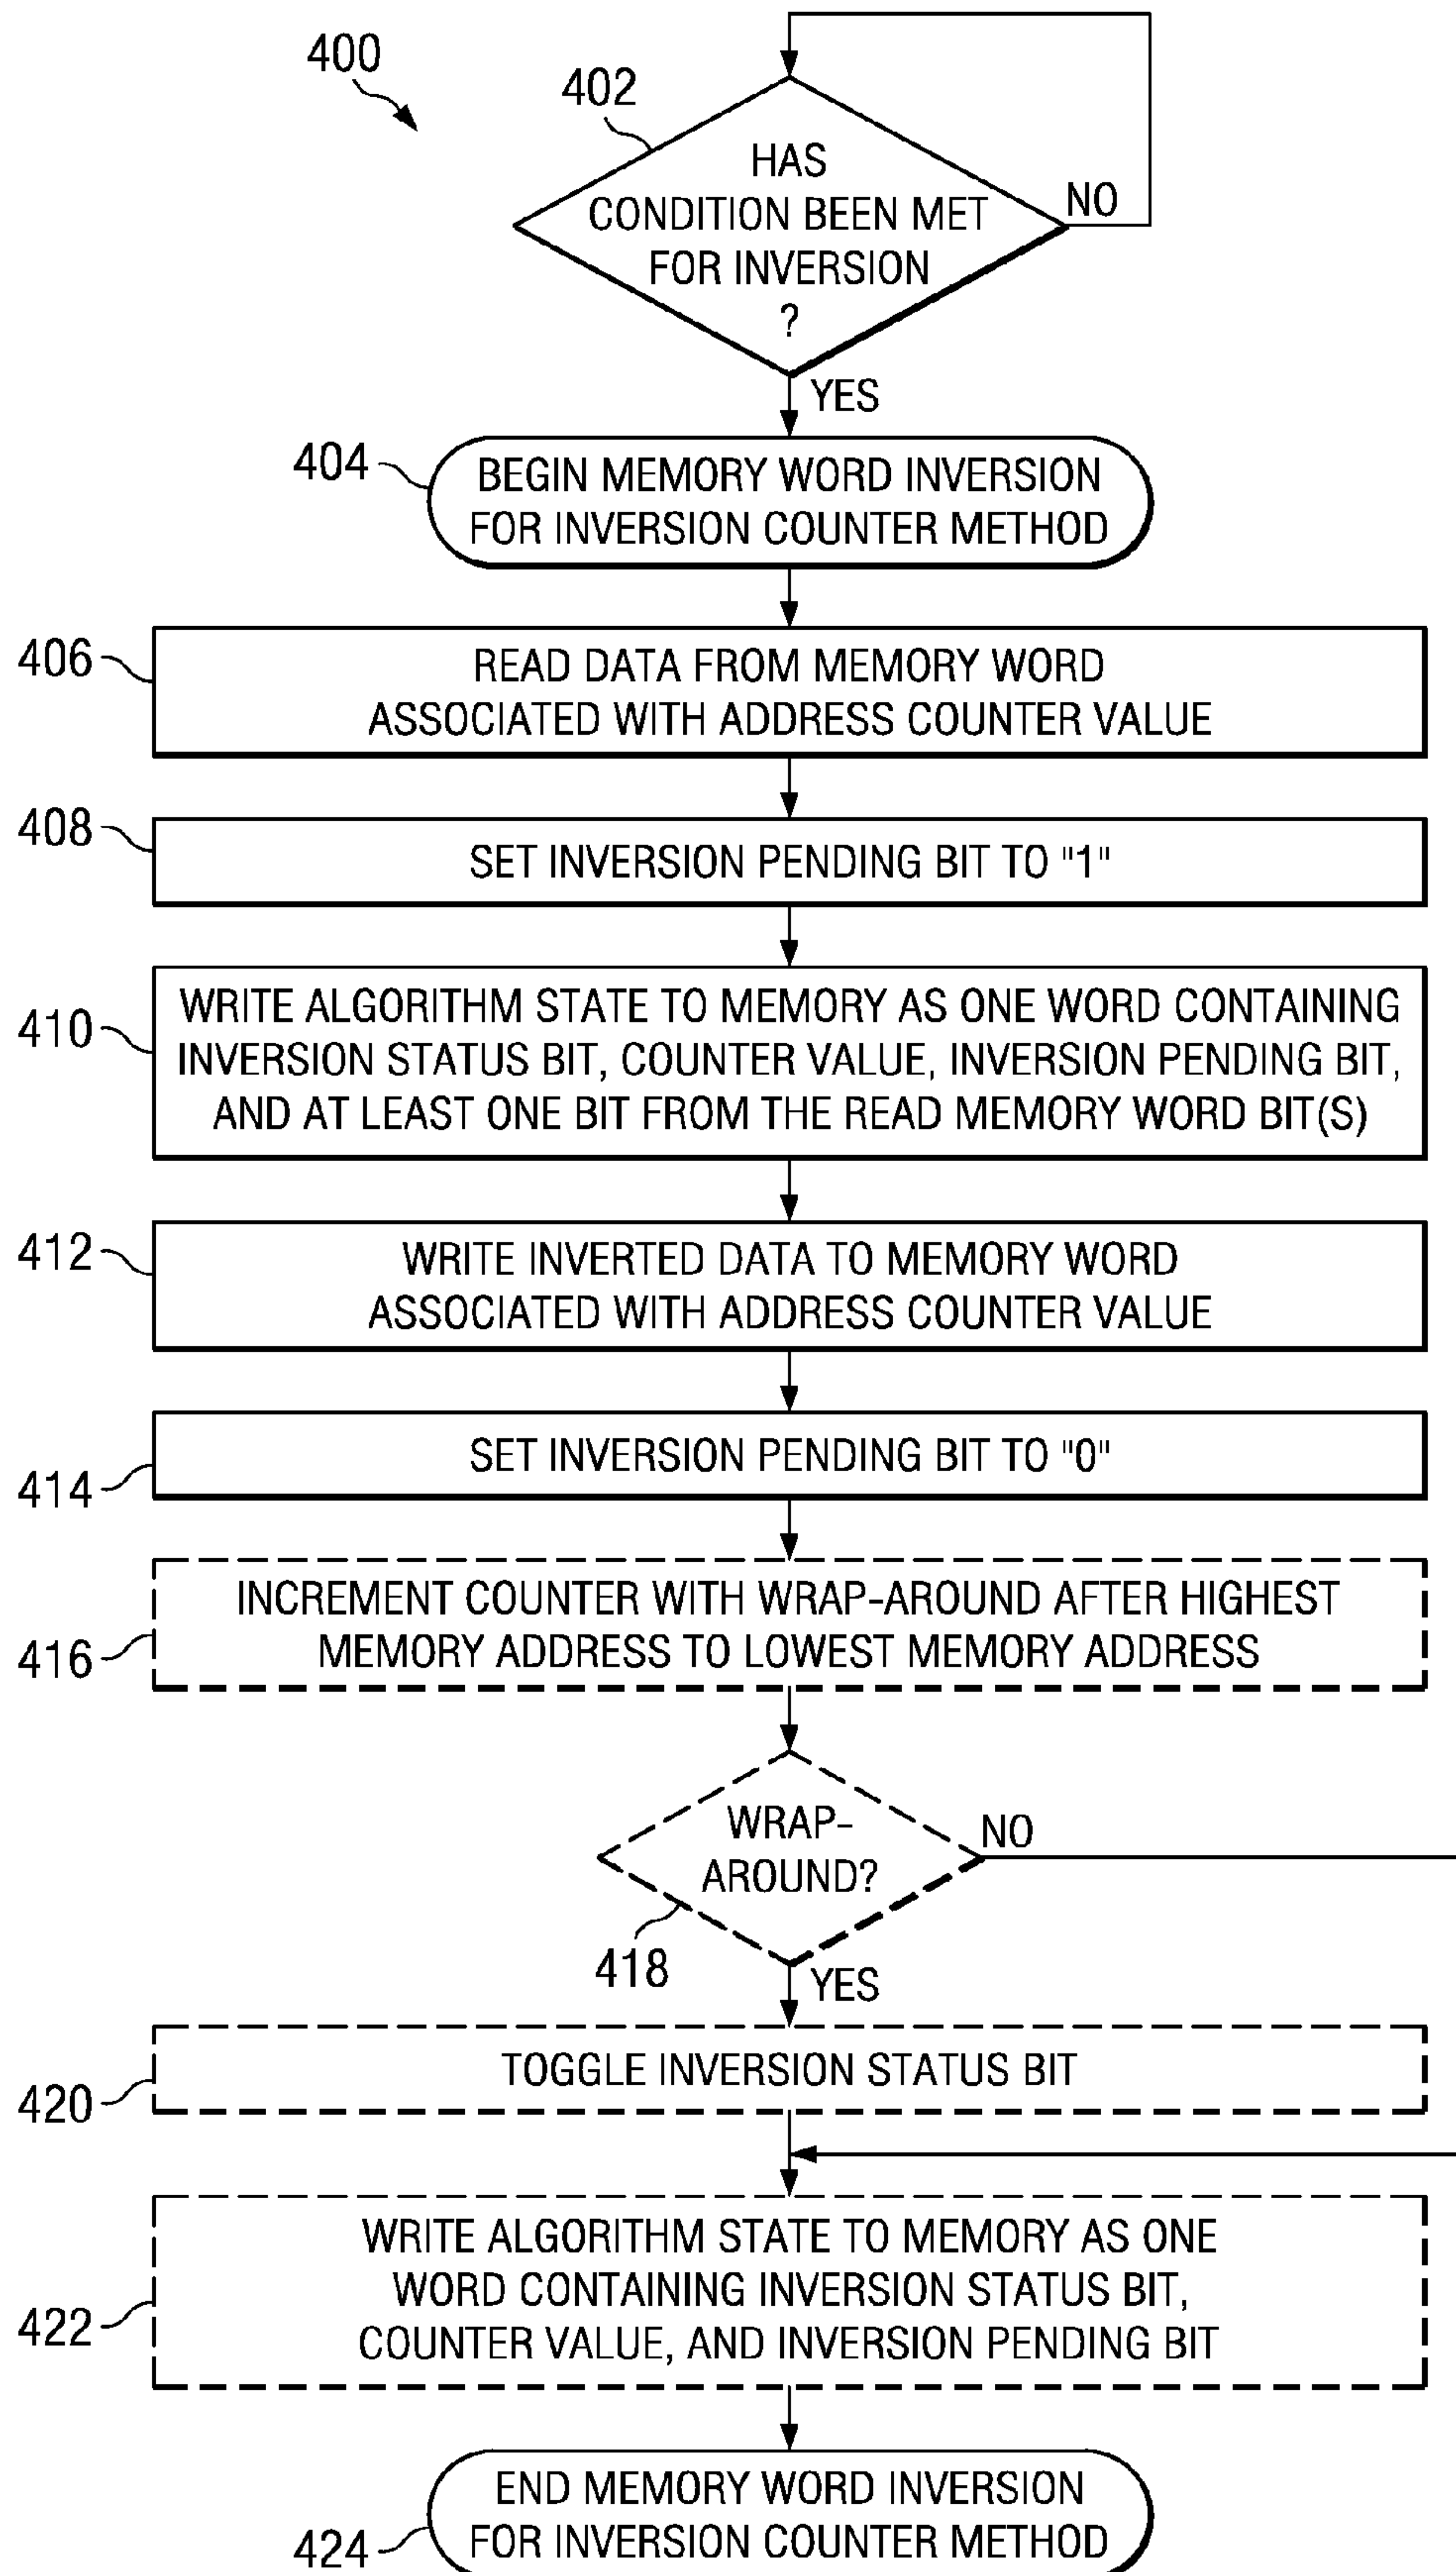 400
402
HAS
CONDITION BEEN MET
FOR INVERSION
?
NO
YES
404
BEGIN MEMORY WORD INVERSION
FOR INVERSION COUNTER METHOD
406
READ DATA FROM MEMORY WORD
ASSOCIATED WITH ADDRESS COUNTER VALUE
408
SET INVERSION PENDING BIT TO "1"
410
WRITE ALGORITHM STATE TO MEMORY AS ONE WORD CONTAINING
INVERSION STATUS BIT, COUNTER VALUE, INVERSION PENDING BIT,
AND AT LEAST ONE BIT FROM THE READ MEMORY WORD BIT(S)
412
WRITE INVERTED DATA TO MEMORY WORD
ASSOCIATED WITH ADDRESS COUNTER VALUE
414
SET INVERSION PENDING BIT TO "0"
416
INCREMENT COUNTER WITH WRAP-AROUND AFTER HIGHEST
MEMORY ADDRESS TO LOWEST MEMORY ADDRESS
WRAP-
AROUND?
NO
418
YES
420
TOGGLE INVERSION STATUS BIT
422
WRITE ALGORITHM STATE TO MEMORY AS ONE
WORD CONTAINING INVERSION STATUS BIT,
COUNTER VALUE, AND INVERSION PENDING BIT
424
END MEMORY WORD INVERSION
FOR INVERSION COUNTER METHOD